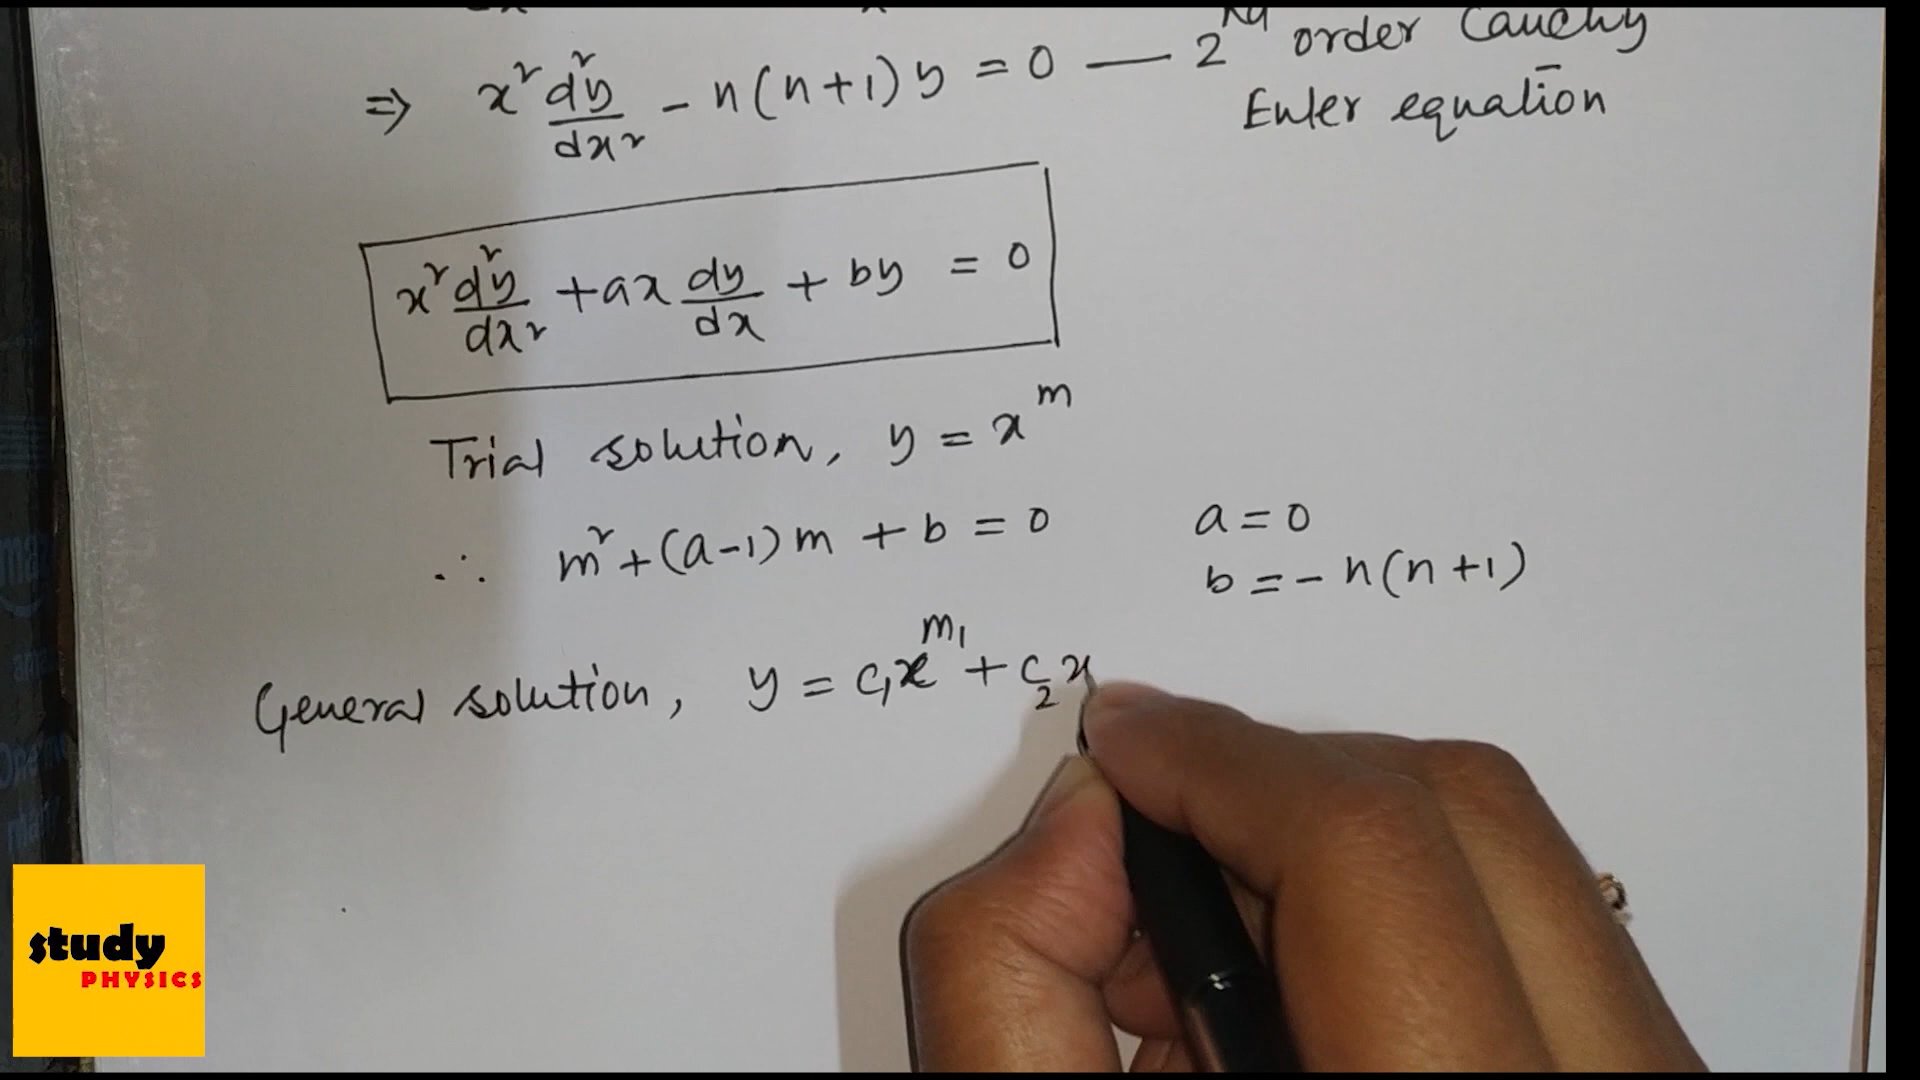 ⇒ x² d²y/dx² - n(n+1)y = 0 — 2nd order Cauchy
Euler equation
x² d²y/dx² + ax dy/dx + by = 0
Trial solution, y = x^m
∴ m² + (a-1)m + b = 0
a = 0
b = - n(n+1)
General solution, y = c₁x^m₁ + c₂x
study
PHYSICS